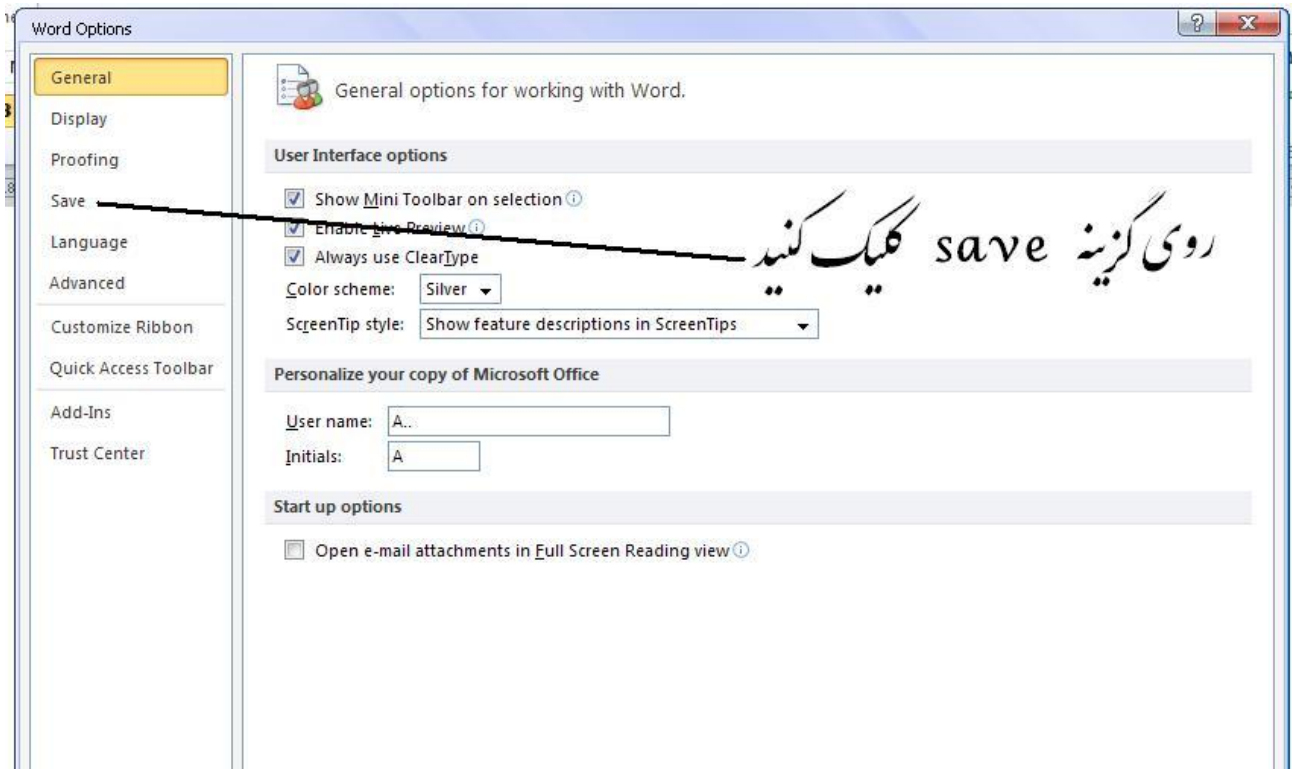 Word Options
General
Display
Proofing
Save
Language
Advanced
Customize Ribbon
Quick Access Toolbar
Add-Ins
Trust Center
General options for working with Word.
User Interface options
Show Mini Toolbar on selection
Enable Live Preview
Always use ClearType
Color scheme: Silver
ScreenTip style: Show feature descriptions in ScreenTips
روی گزینه save کلیک کنید
Personalize your copy of Microsoft Office
User name: A..
Initials: A
Start up options
Open e-mail attachments in Full Screen Reading view